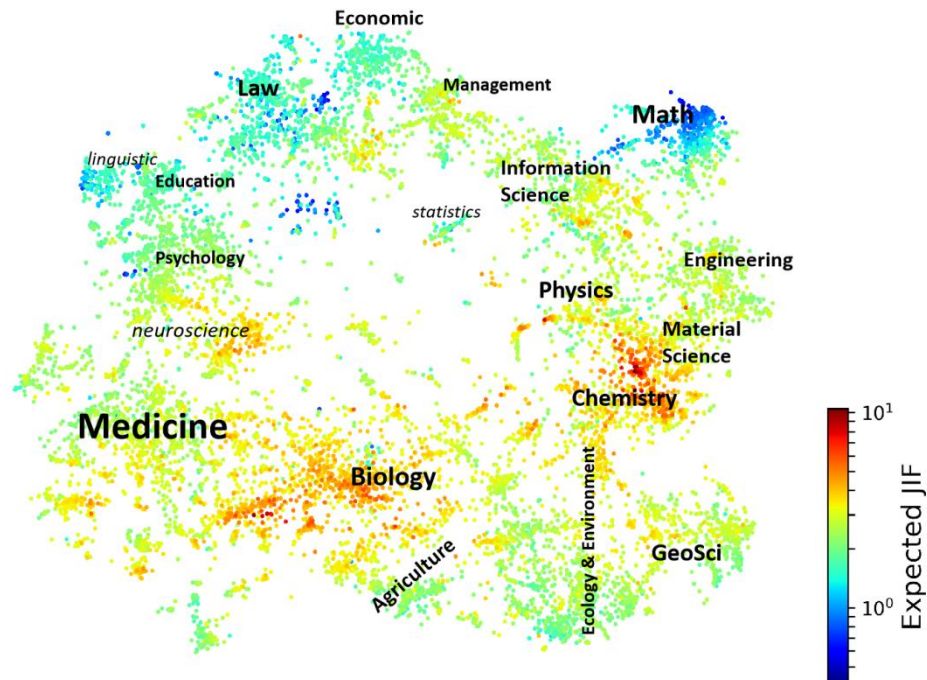 Economic
Law
Management
Math
linguistic
Education
Information
Science
statistics
Psychology
Engineering
Physics
neuroscience
Material
Science
Chemistry
Medicine
Biology
Ecology & Environment
Agriculture
GeoSci
10¹
10⁰
Expected JIF